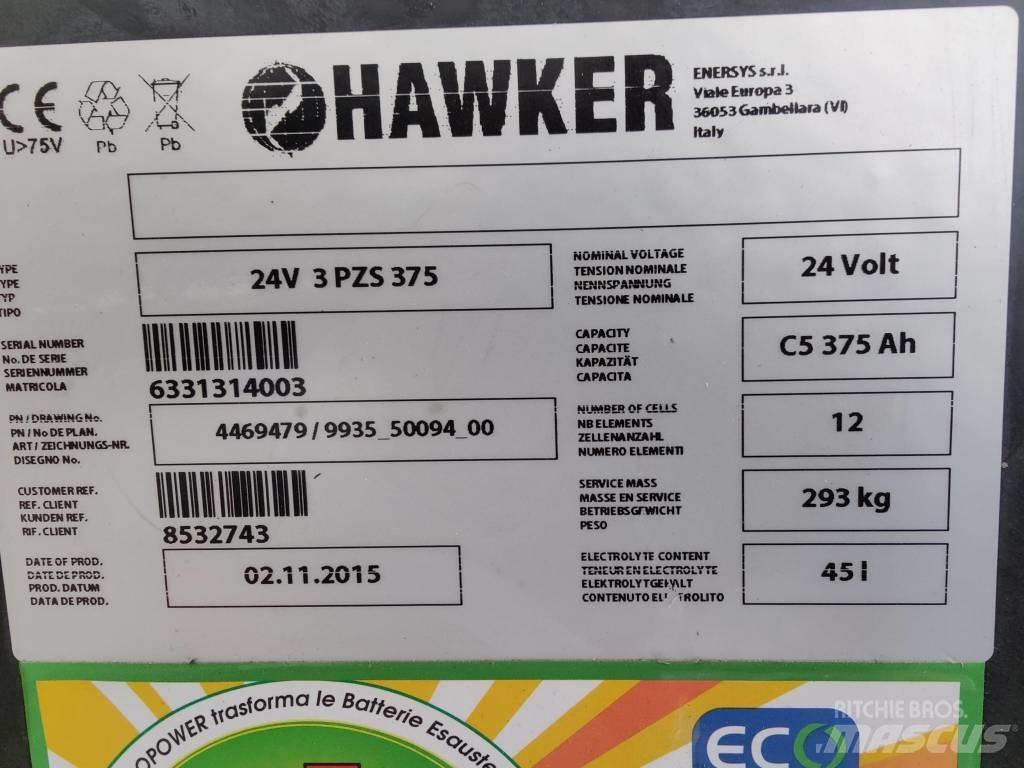 CE
U>75V
Pb
Pb
HAWKER
ENERSYS s.r.l.
Viale Europa 3
36053 Gambellara (VI)
Italy
YPE
YPE
YP
TIPO
24V 3 PZS 375
NOMINAL VOLTAGE
TENSION NOMINALE
NENNSPANNUNG
TENSIONE NOMINALE
24 Volt
SERIAL NUMBER
No. DE SERIE
SERIENNUMMER
MATRICOLA
6331314003
CAPACITY
CAPACITE
KAPAZITÄT
CAPACITA
C5 375 Ah
PN / DRAWING No.
PN / No DE PLAN.
ART / ZEICHNUNGS-NR.
DISEGNO No.
4469479 / 9935_50094_00
NUMBER OF CELLS
NB ELEMENTS
ZELLENANZAHL
NUMERO ELEMENTI
12
CUSTOMER REF.
REF. CLIENT
KUNDEN REF.
RIF. CLIENT
8532743
SERVICE MASS
MASSE EN SERVICE
BETRIEBSGEWICHT
PESO
293 kg
DATE OF PROD.
DATE DE PROD.
PROD. DATUM
DATA DE PROD.
02.11.2015
ELECTROLYTE CONTENT
TENEUR EN ELECTROLYTE
ELEKTROLYTGEHALT
CONTENUTO ELETTROLITO
45 l
OPOWER trasforma le Batterie Esauste
ECO
RITCHIE BROS.
MASCUS